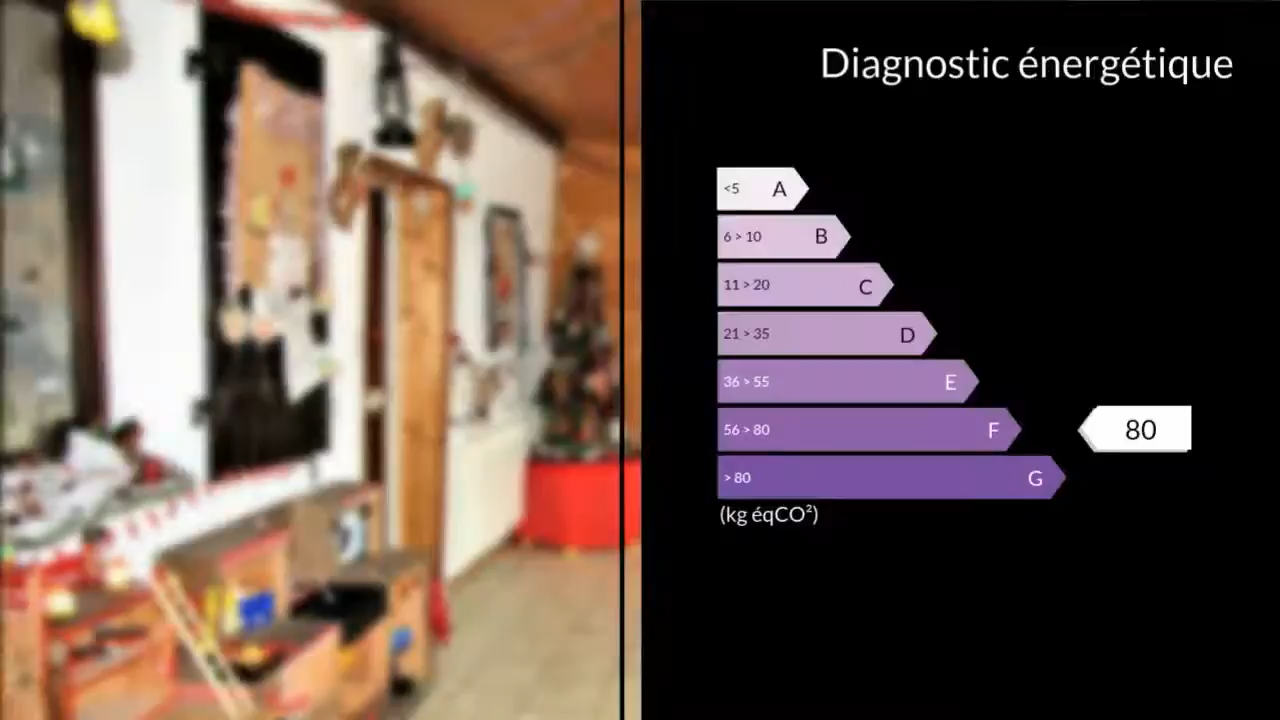 Diagnostic énergétique
<5 A
6 > 10 B
11 > 20 C
21 > 35 D
36 > 55 E
56 > 80 F 80
> 80 G
(kg éqCO²)